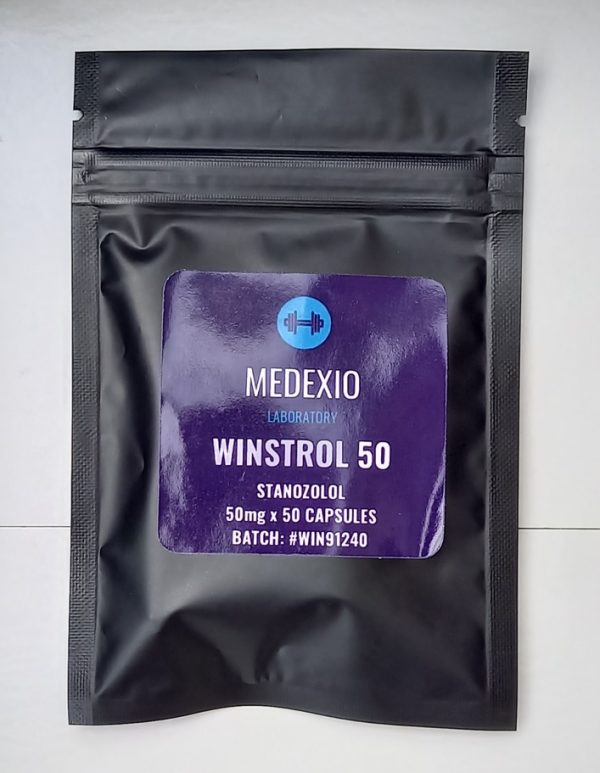 MEDEXIO
LABORATORY
WINSTROL 50
STANOZOLOL
50mg x 50 CAPSULES
BATCH: #WIN91240